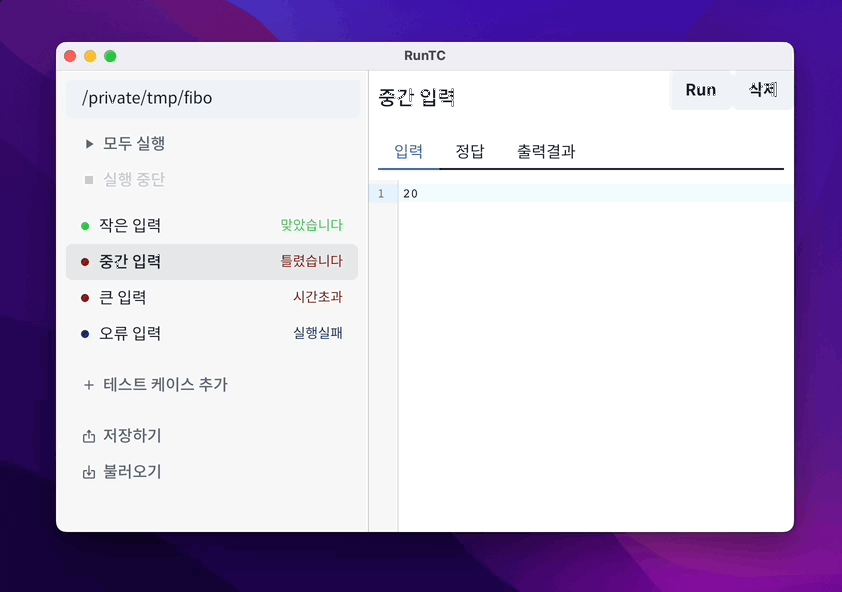 RunTC
/private/tmp/fibo
모두 실행
실행 중단
작은 입력 맞았습니다
중간 입력 틀렸습니다
큰 입력 시간초과
오류 입력 실행실패
테스트 케이스 추가
저장하기
불러오기
중간 입력 Run 삭제
입력 정답 출력결과
1 20